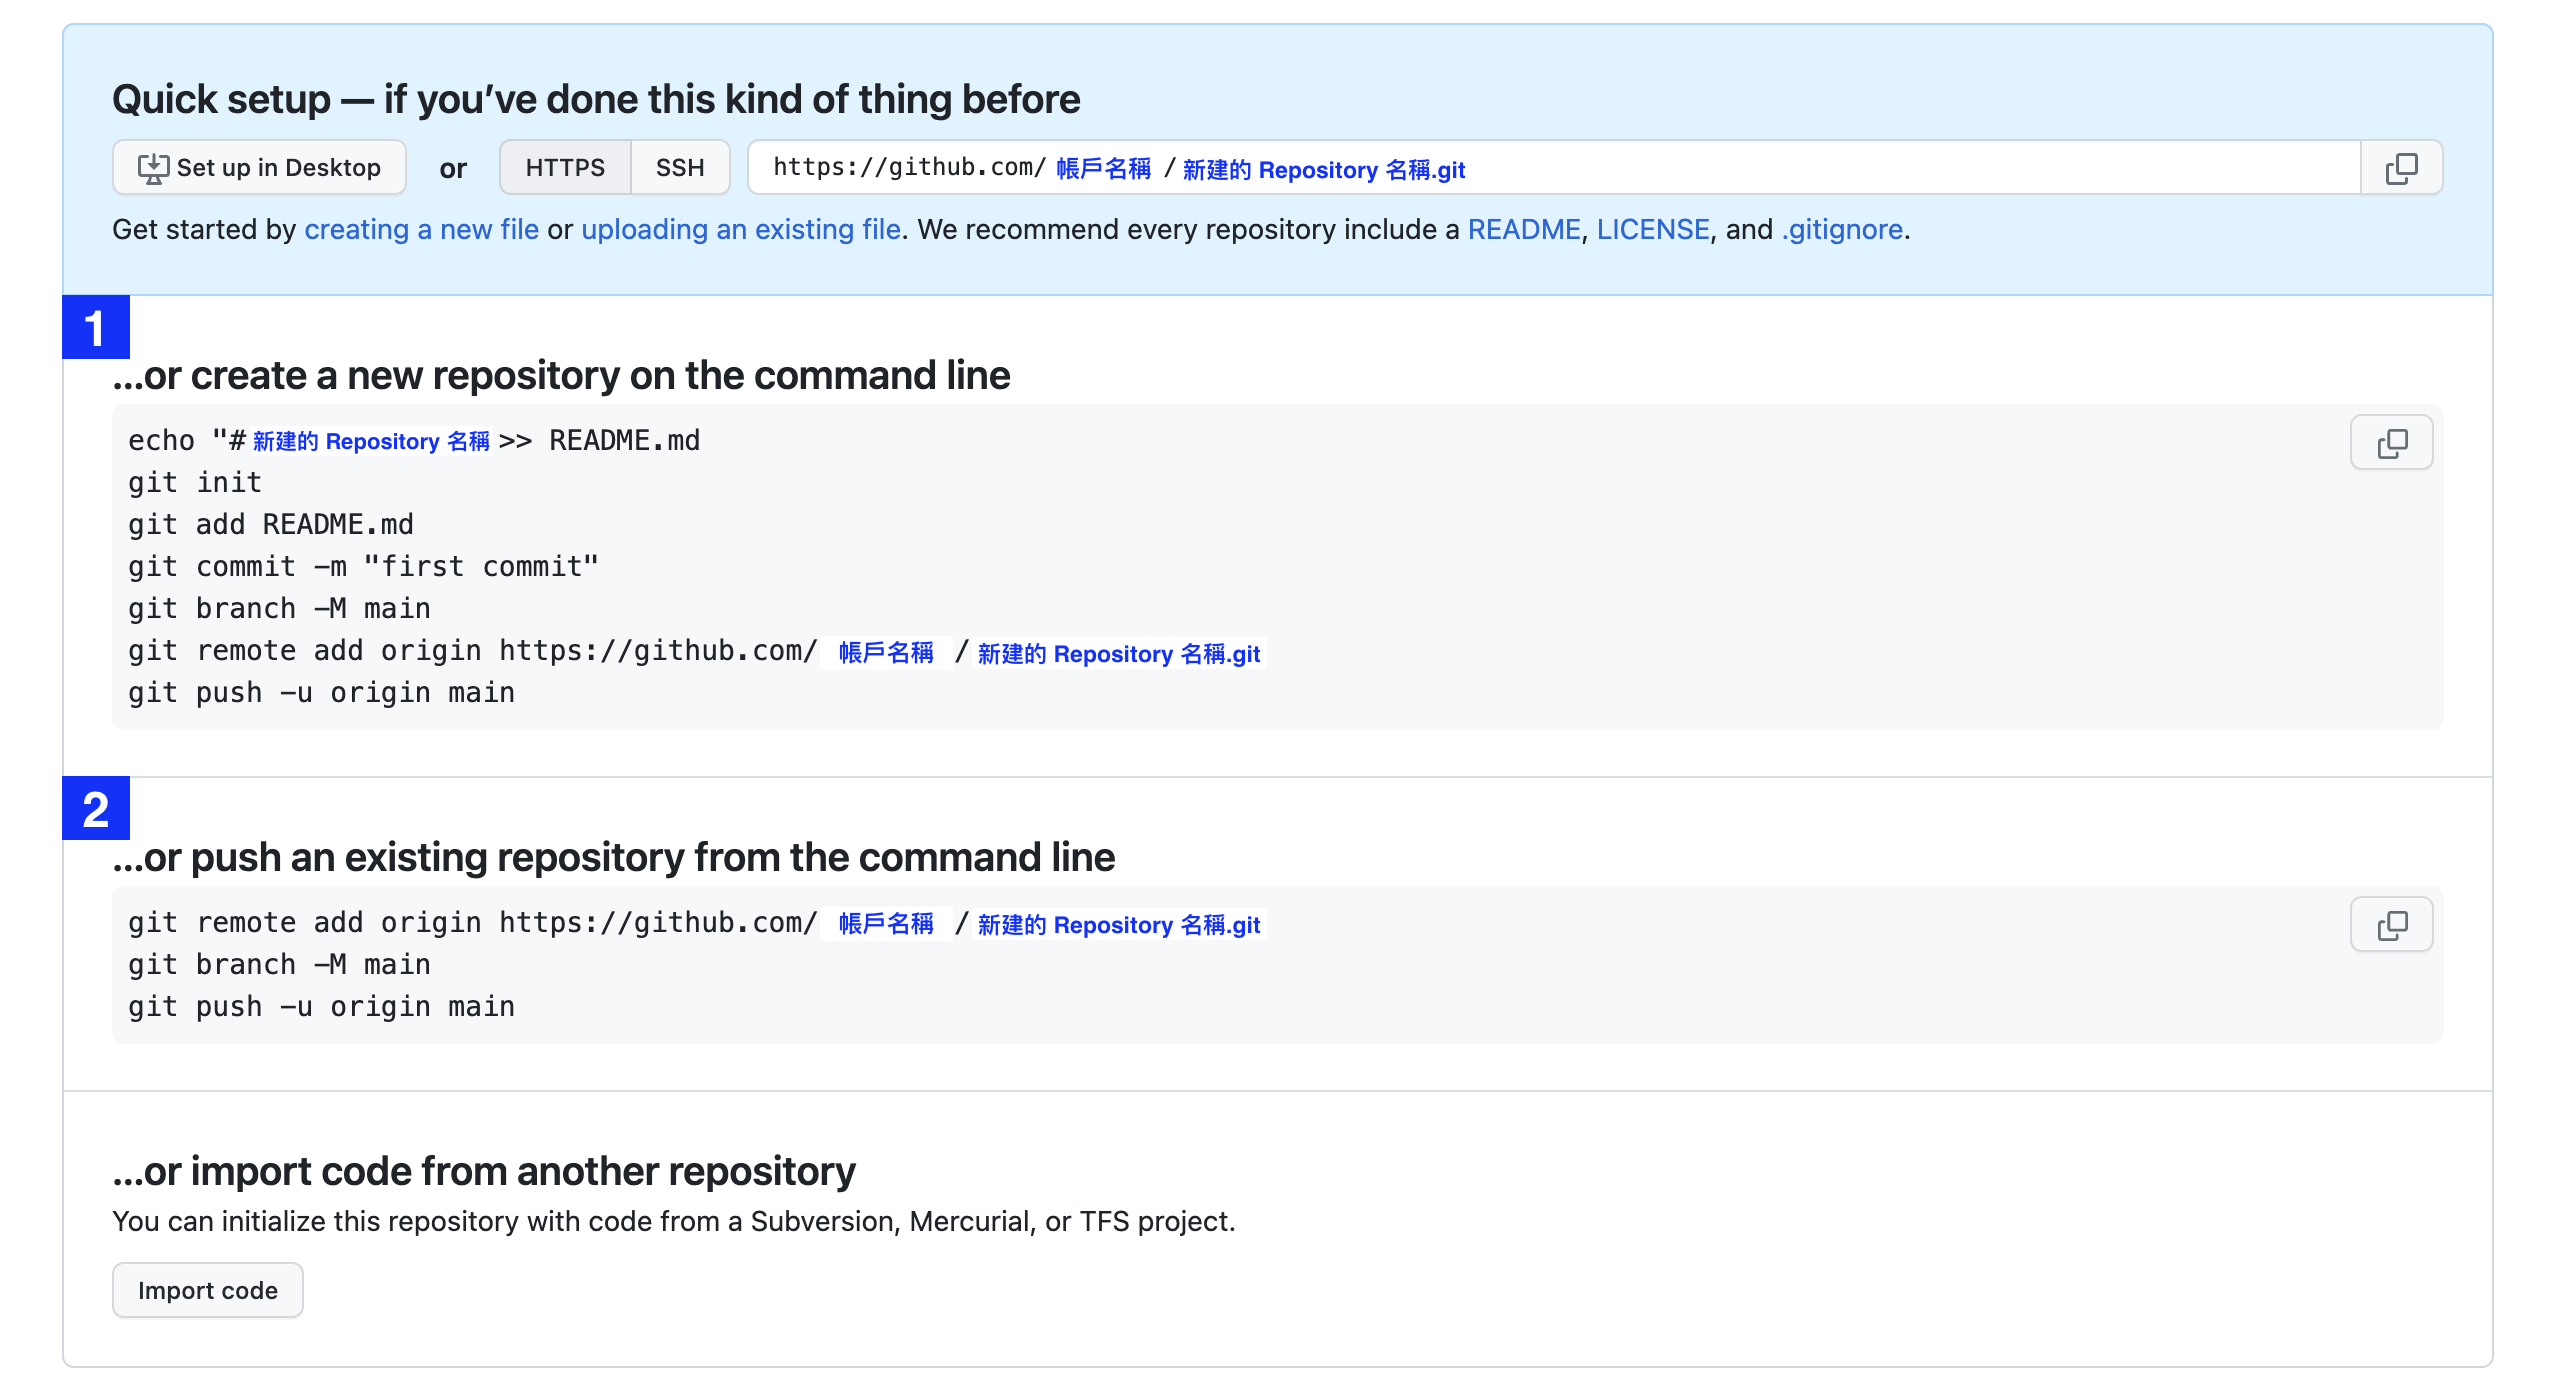 Quick setup — if you’ve done this kind of thing before
Set up in Desktop or HTTPS SSH https://github.com/ 帳戶名稱 / 新建的 Repository 名稱.git
Get started by creating a new file or uploading an existing file. We recommend every repository include a README, LICENSE, and .gitignore.
1
...or create a new repository on the command line
echo "# 新建的 Repository 名稱 >> README.md
git init
git add README.md
git commit -m "first commit"
git branch -M main
git remote add origin https://github.com/ 帳戶名稱 / 新建的 Repository 名稱.git
git push -u origin main
2
...or push an existing repository from the command line
git remote add origin https://github.com/ 帳戶名稱 / 新建的 Repository 名稱.git
git branch -M main
git push -u origin main
...or import code from another repository
You can initialize this repository with code from a Subversion, Mercurial, or TFS project.
Import code